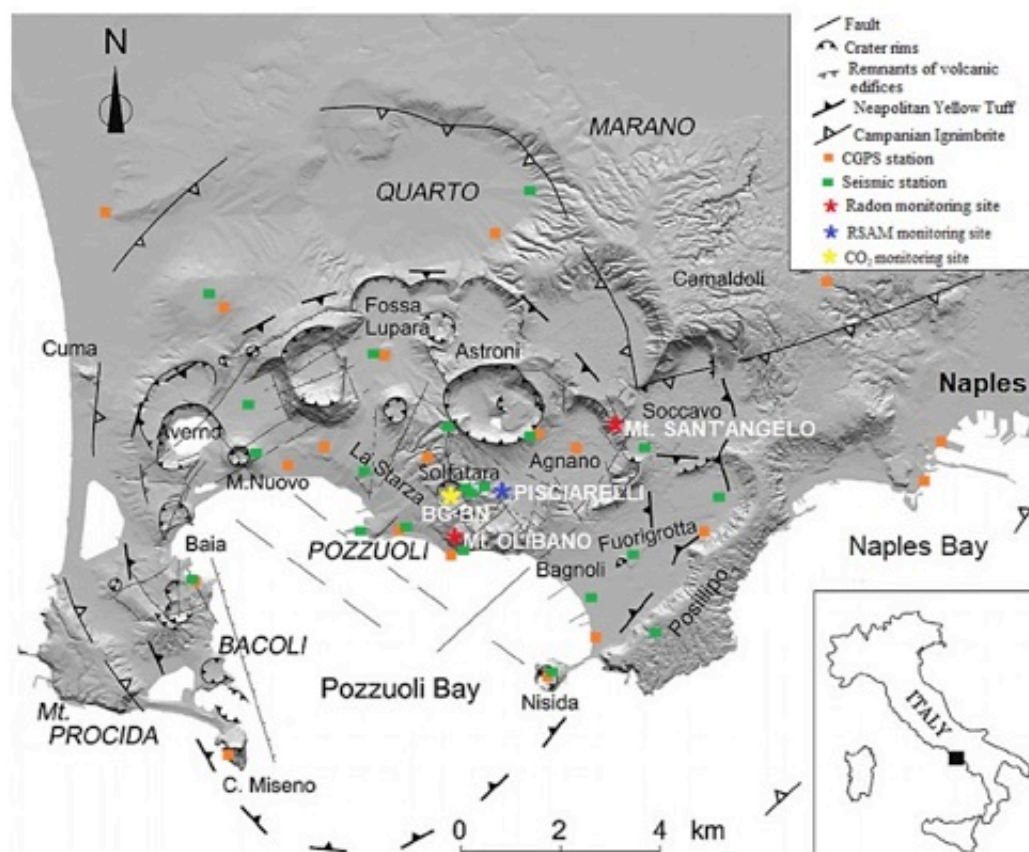 N
Fault
Crater rims
Remnants of volcanic
edifices
Neapolitan Yellow Tuff
Campanian Ignimbrite
CGPS station
Seismic station
Radon monitoring site
RSAM monitoring site
CO₂ monitoring site
MARANO
QUARTO
Camaldoli
Fossa
Lupara
Astroni
Cuma
Naples
Averno
Soccavo
Mt. SANT'ANGELO
La Starza
Agnano
M.Nuovo
Solfatara
PISCIARELLI
BG BN
Fuorigrotta
POZZUOLI
Mt. OLIBANO
Naples Bay
Baia
Bagnoli
Posillipo
BACOLI
Pozzuoli Bay
Nisida
Mt.
PROCIDA
ITALY
C. Miseno
0 2 4 km